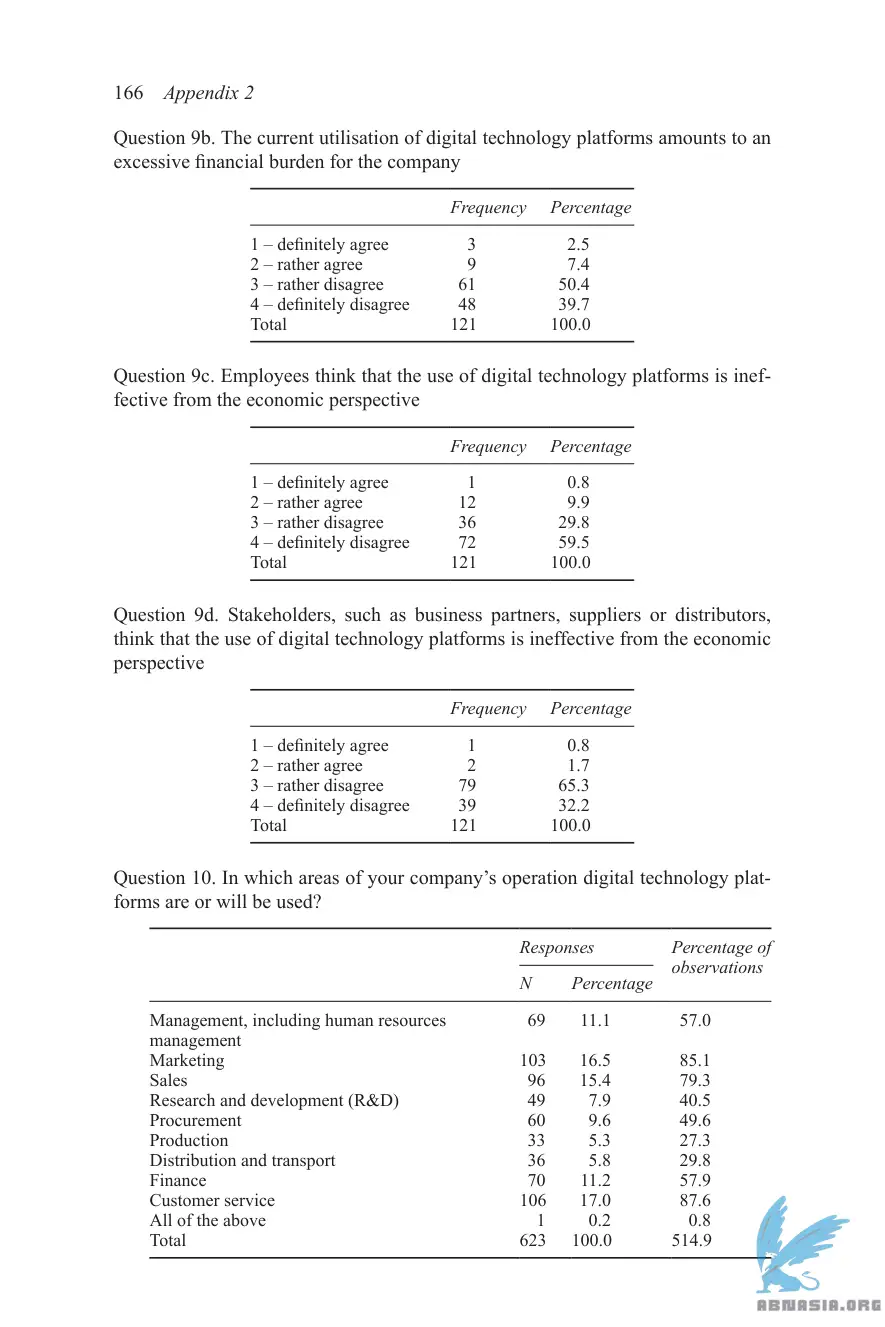 166 Appendix 2
Question 9b. The current utilisation of digital technology platforms amounts to an
excessive financial burden for the company
Frequency Percentage
1 – definitely agree 3 2.5
2 – rather agree 9 7.4
3 – rather disagree 61 50.4
4 – definitely disagree 48 39.7
Total 121 100.0
Question 9c. Employees think that the use of digital technology platforms is inef-
fective from the economic perspective
Frequency Percentage
1 – definitely agree 1 0.8
2 – rather agree 12 9.9
3 – rather disagree 36 29.8
4 – definitely disagree 72 59.5
Total 121 100.0
Question 9d. Stakeholders, such as business partners, suppliers or distributors,
think that the use of digital technology platforms is ineffective from the economic
perspective
Frequency Percentage
1 – definitely agree 1 0.8
2 – rather agree 2 1.7
3 – rather disagree 79 65.3
4 – definitely disagree 39 32.2
Total 121 100.0
Question 10. In which areas of your company's operation digital technology plat-
forms are or will be used?
Responses Percentage of
observations
N Percentage
Management, including human resources 69 11.1 57.0
management
Marketing 103 16.5 85.1
Sales 96 15.4 79.3
Research and development (R&D) 49 7.9 40.5
Procurement 60 9.6 49.6
Production 33 5.3 27.3
Distribution and transport 36 5.8 29.8
Finance 70 11.2 57.9
Customer service 106 17.0 87.6
All of the above 1 0.2 0.8
Total 623 100.0 514.9
ABNASIA.ORG